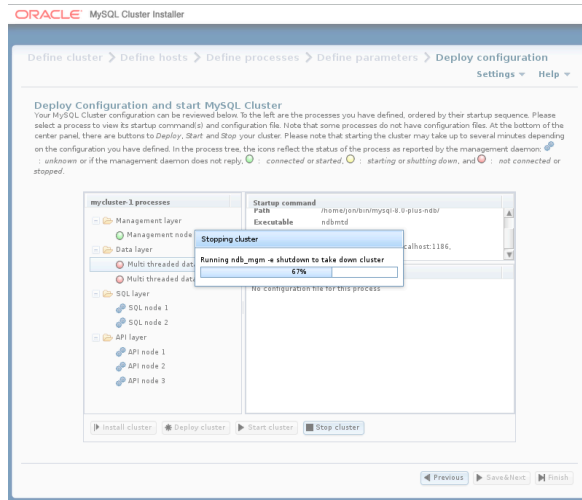 ORACLE MySQL Cluster Installer
Define cluster Define hosts Define processes Define parameters Deploy configuration
Settings Help
Deploy Configuration and start MySQL Cluster
Your MySQL Cluster configuration can be reviewed below. To the left are the processes you have defined, ordered by their startup sequence. Please
select a process to view its startup command(s) and configuration file. Note that some processes do not have configuration files. At the bottom of the
center panel, there are buttons to Deploy, Start and Stop your cluster. Please note that starting the cluster may take up to several minutes depending
on the configuration you have defined. In the process tree, the icons reflect the status of the process as reported by the management daemon:
: unknown or if the management daemon does not reply, : connected or started, : starting or shutting down, and : not connected or
stopped.
mycluster-1 processes
Management layer
Management node
Data layer
Multi threaded data
Multi threaded data
SQL layer
SQL node 1
SQL node 2
API layer
API node 1
API node 2
API node 3
Startup command
Path /home/jon/bin/mysql-8.0-plus-ndb/
Executable ndbmtd
calhost:1186,
Stopping cluster
Running ndb_mgm -e shutdown to take down cluster
67%
No configuration file for this process
Install cluster Deploy cluster Start cluster Stop cluster
Previous Save&Next Finish